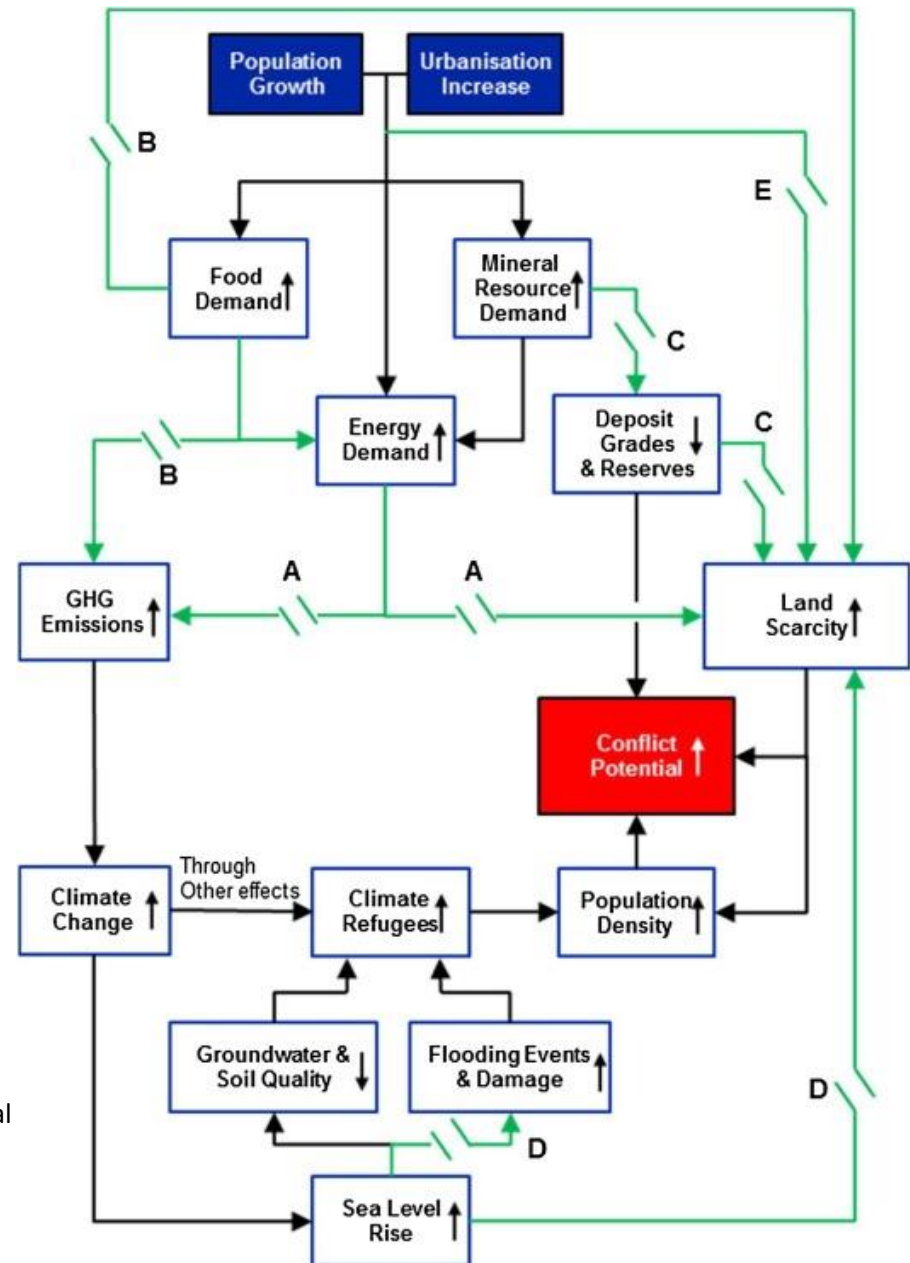 Population
Growth
Urbanisation
Increase
B
E
Food
Demand
Mineral
Resource
Demand
C
Energy
Demand
Deposit
Grades
& Reserves
C
B
A
A
GHG
Emissions
Land
Scarcity
Conflict
Potential
Through
Other effects
Climate
Change
Climate
Refugees
Population
Density
Groundwater &
Soil Quality
Flooding Events
& Damage
al
D
D
Sea Level
Rise